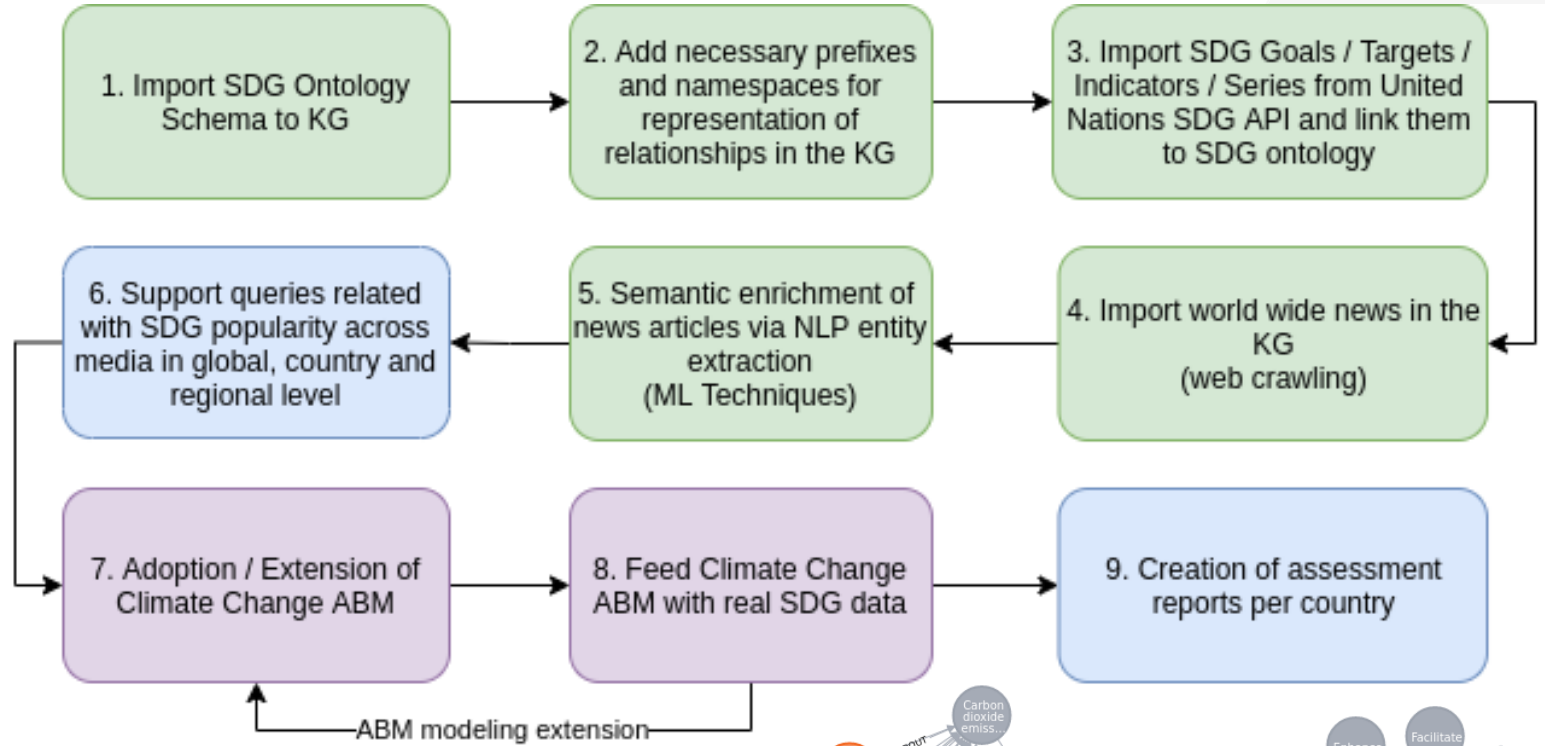 1. Import SDG Ontology
Schema to KG
2. Add necessary prefixes
and namespaces for
representation of
relationships in the KG
3. Import SDG Goals / Targets /
Indicators / Series from United
Nations SDG API and link them
to SDG ontology
6. Support queries related
with SDG popularity across
media in global, country and
regional level
5. Semantic enrichment of
news articles via NLP entity
extraction
(ML Techniques)
4. Import world wide news in the
KG
(web crawling)
7. Adoption / Extension of
Climate Change ABM
8. Feed Climate Change
ABM with real SDG data
9. Creation of assessment
reports per country
ABM modeling extension
Carbon
dioxide
emiss...
Facilitate